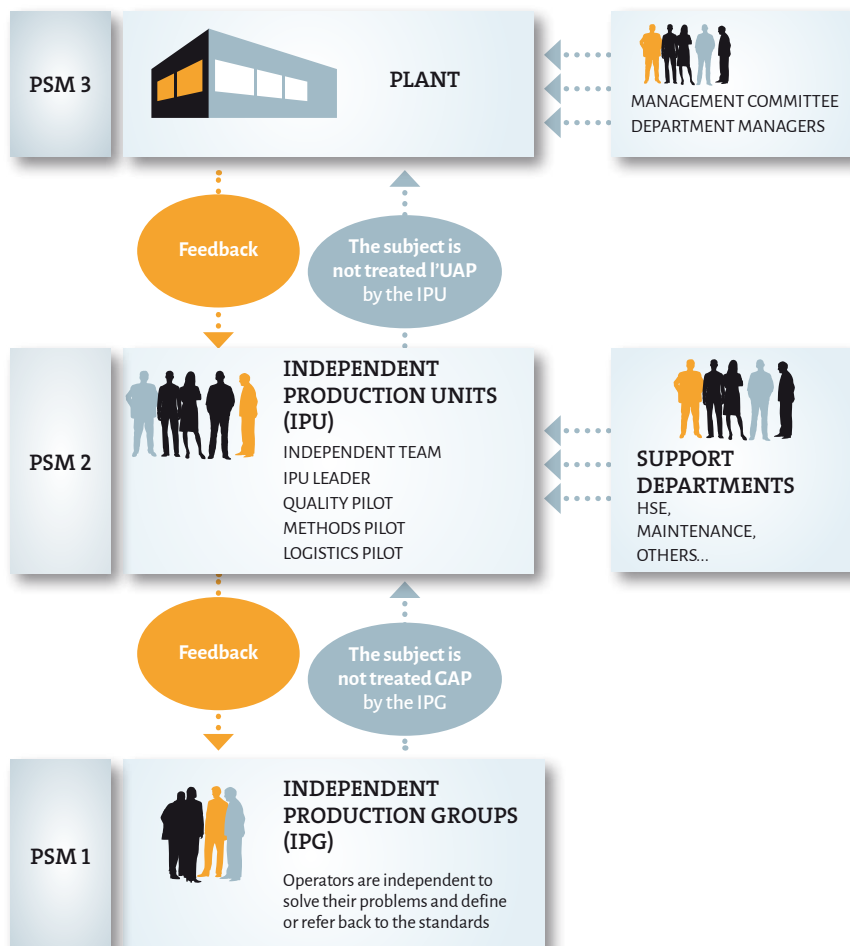 PSM 3
PLANT
MANAGEMENT COMMITTEE
DEPARTMENT MANAGERS
Feedback
The subject is
not treated l'UAP
by the IPU
PSM 2
INDEPENDENT
PRODUCTION UNITS
(IPU)
INDEPENDENT TEAM
IPU LEADER
QUALITY PILOT
METHODS PILOT
LOGISTICS PILOT
SUPPORT
DEPARTMENTS
HSE,
MAINTENANCE,
OTHERS...
Feedback
The subject is
not treated GAP
by the IPG
PSM 1
INDEPENDENT
PRODUCTION GROUPS
(IPG)
Operators are independent to
solve their problems and define
or refer back to the standards